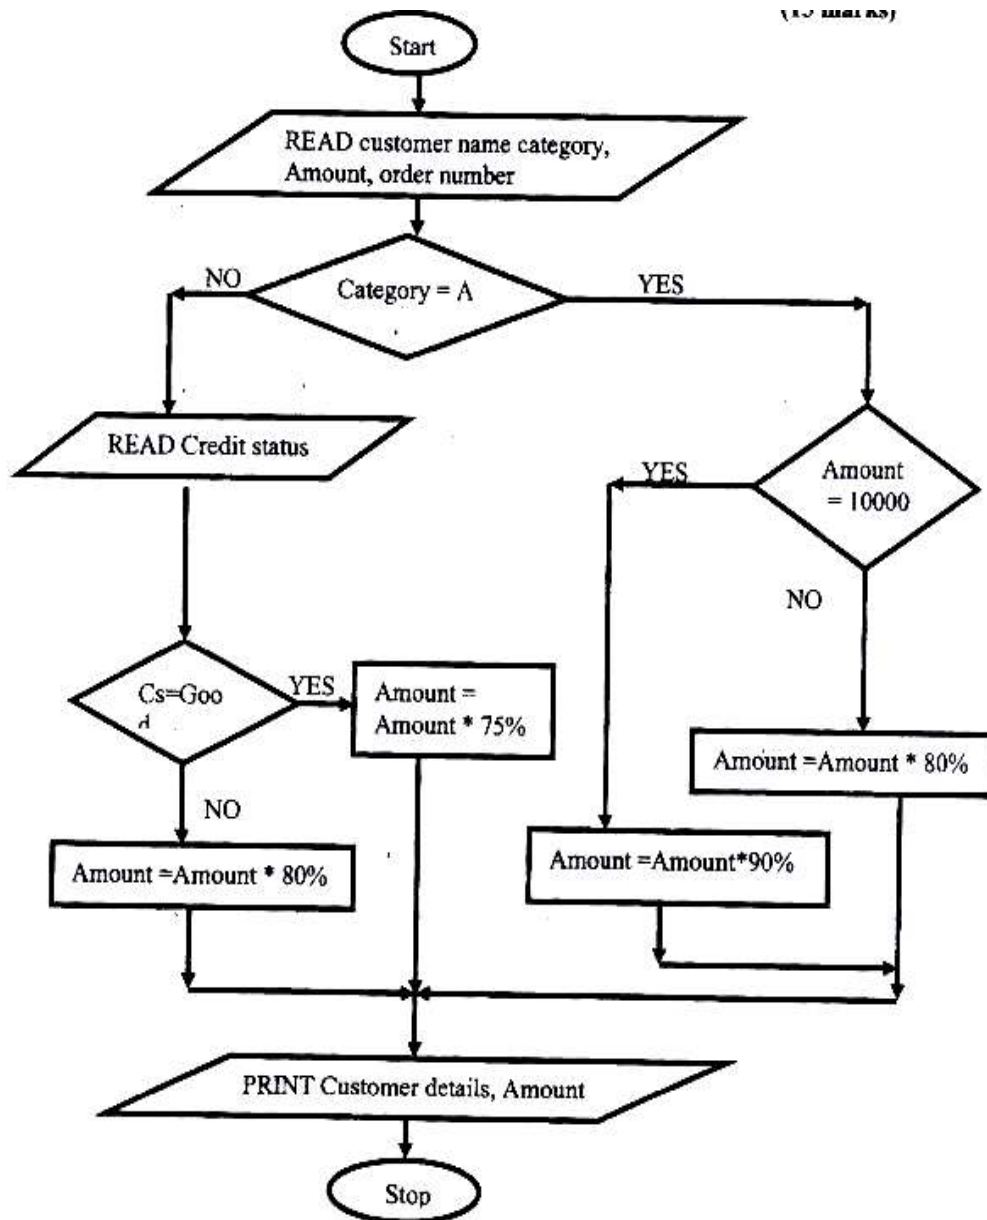 (15 marks)
Start
READ customer name category,
Amount, order number
NO
Category = A
YES
READ Credit status
YES
Amount
= 10000
NO
Cs=Goo
d
YES
Amount =
Amount * 75%
Amount =Amount * 80%
NO
Amount =Amount * 80%
Amount =Amount*90%
PRINT Customer details, Amount
Stop